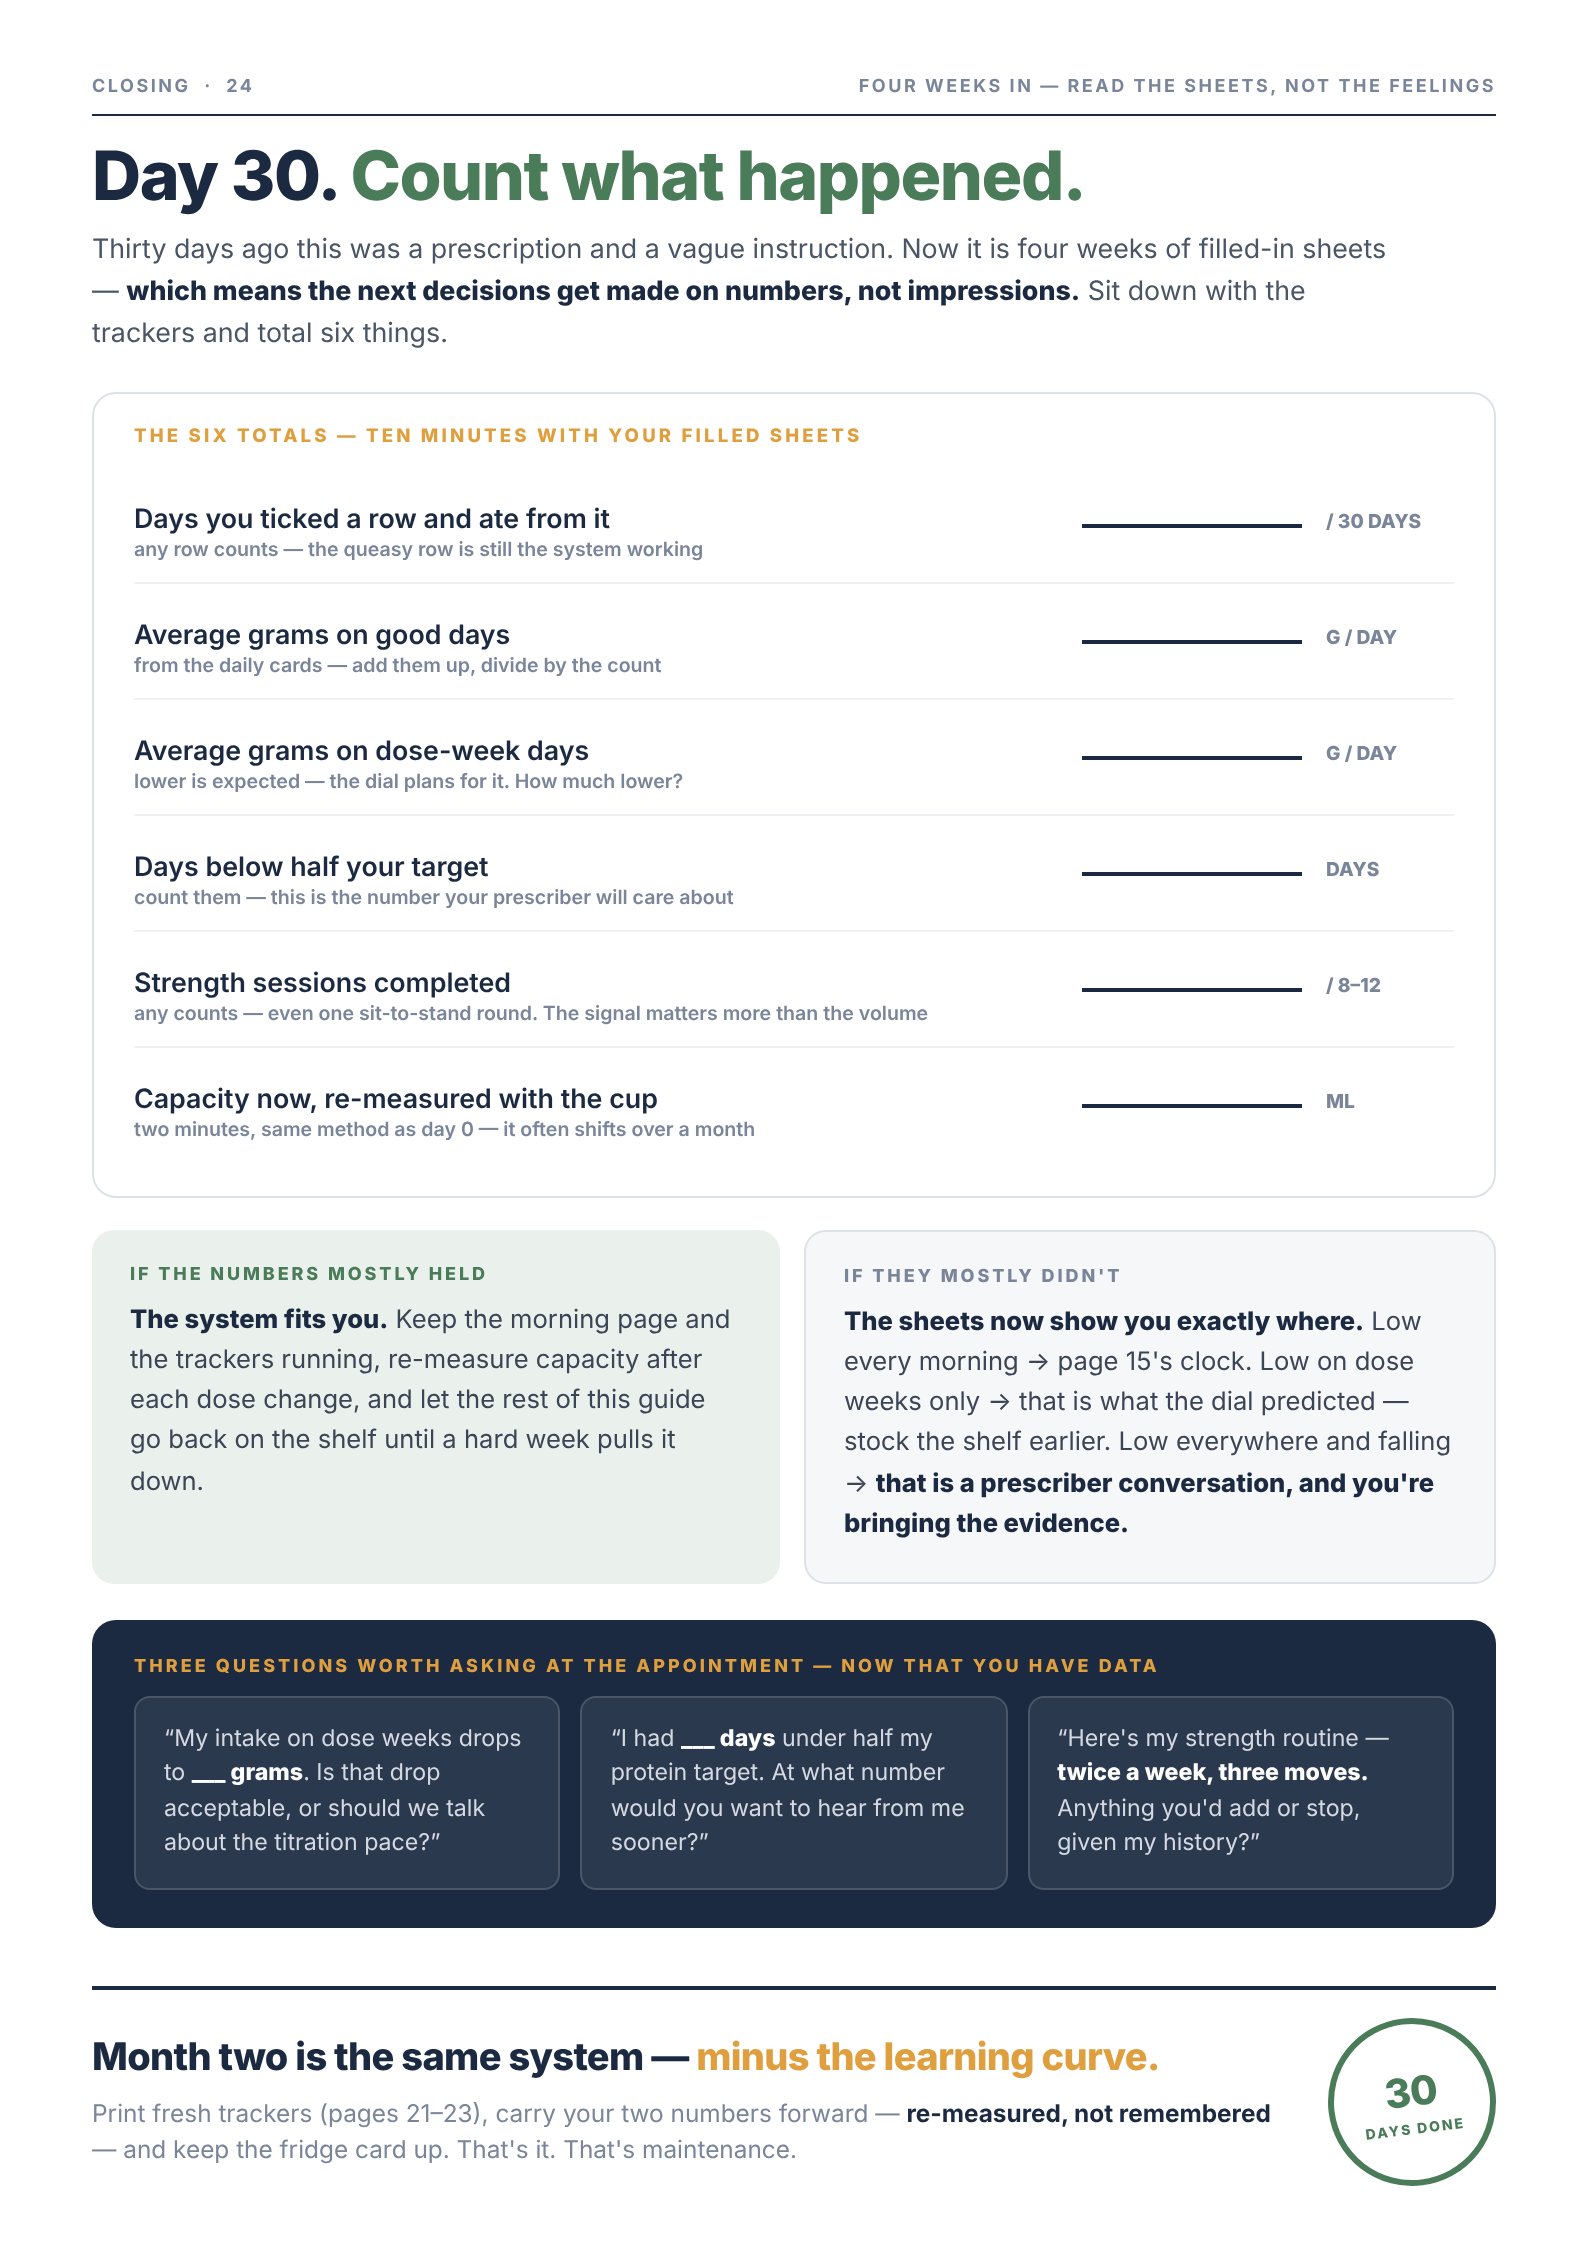 CLOSING · 24
FOUR WEEKS IN — READ THE SHEETS, NOT THE FEELINGS
Day 30. Count what happened.
Thirty days ago this was a prescription and a vague instruction. Now it is four weeks of filled-in sheets
— which means the next decisions get made on numbers, not impressions. Sit down with the
trackers and total six things.
THE SIX TOTALS — TEN MINUTES WITH YOUR FILLED SHEETS
Days you ticked a row and ate from it
/ 30 DAYS
any row counts — the queasy row is still the system working
Average grams on good days
G / DAY
from the daily cards — add them up, divide by the count
Average grams on dose-week days
G / DAY
lower is expected — the dial plans for it. How much lower?
Days below half your target
DAYS
count them — this is the number your prescriber will care about
Strength sessions completed
/ 8–12
any counts — even one sit-to-stand round. The signal matters more than the volume
Capacity now, re-measured with the cup
ML
two minutes, same method as day 0 — it often shifts over a month
IF THE NUMBERS MOSTLY HELD
The system fits you. Keep the morning page and
the trackers running, re-measure capacity after
each dose change, and let the rest of this guide
go back on the shelf until a hard week pulls it
down.
IF THEY MOSTLY DIDN'T
The sheets now show you exactly where. Low
every morning → page 15's clock. Low on dose
weeks only → that is what the dial predicted —
stock the shelf earlier. Low everywhere and falling
→ that is a prescriber conversation, and you're
bringing the evidence.
THREE QUESTIONS WORTH ASKING AT THE APPOINTMENT — NOW THAT YOU HAVE DATA
“My intake on dose weeks drops
to ___ grams. Is that drop
acceptable, or should we talk
about the titration pace?”
“I had ___ days under half my
protein target. At what number
would you want to hear from me
sooner?”
“Here's my strength routine —
twice a week, three moves.
Anything you'd add or stop,
given my history?”
Month two is the same system — minus the learning curve.
Print fresh trackers (pages 21–23), carry your two numbers forward — re-measured, not remembered
— and keep the fridge card up. That's it. That's maintenance.
30
DAYS DONE